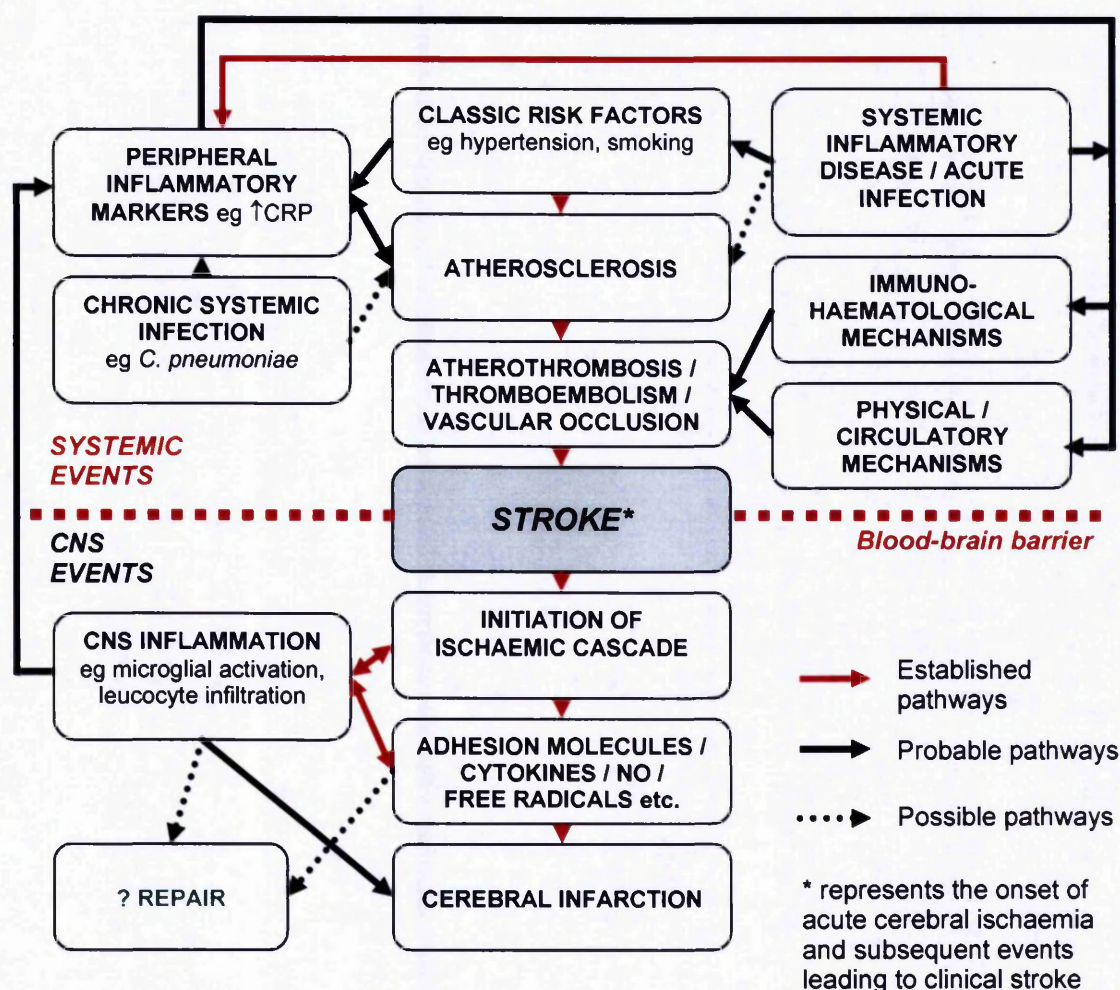 CLASSIC RISK FACTORS
eg hypertension, smoking
SYSTEMIC
INFLAMMATORY
DISEASE / ACUTE
INFECTION
PERIPHERAL
INFLAMMATORY
MARKERS eg ↑CRP
ATHEROSCLEROSIS
CHRONIC SYSTEMIC
INFECTION
eg C. pneumoniae
IMMUNO-
HAEMATOLOGICAL
MECHANISMS
ATHEROTHROMBOSIS /
THROMBOEMBOLISM /
VASCULAR OCCLUSION
PHYSICAL /
CIRCULATORY
MECHANISMS
SYSTEMIC
EVENTS
STROKE*
Blood-brain barrier
CNS
EVENTS
INITIATION OF
ISCHAEMIC CASCADE
CNS INFLAMMATION
eg microglial activation,
leucocyte infiltration
ADHESION MOLECULES /
CYTOKINES / NO /
FREE RADICALS etc.
? REPAIR
CEREBRAL INFARCTION
Established
pathways
Probable pathways
Possible pathways
* represents the onset of
acute cerebral ischaemia
and subsequent events
leading to clinical stroke